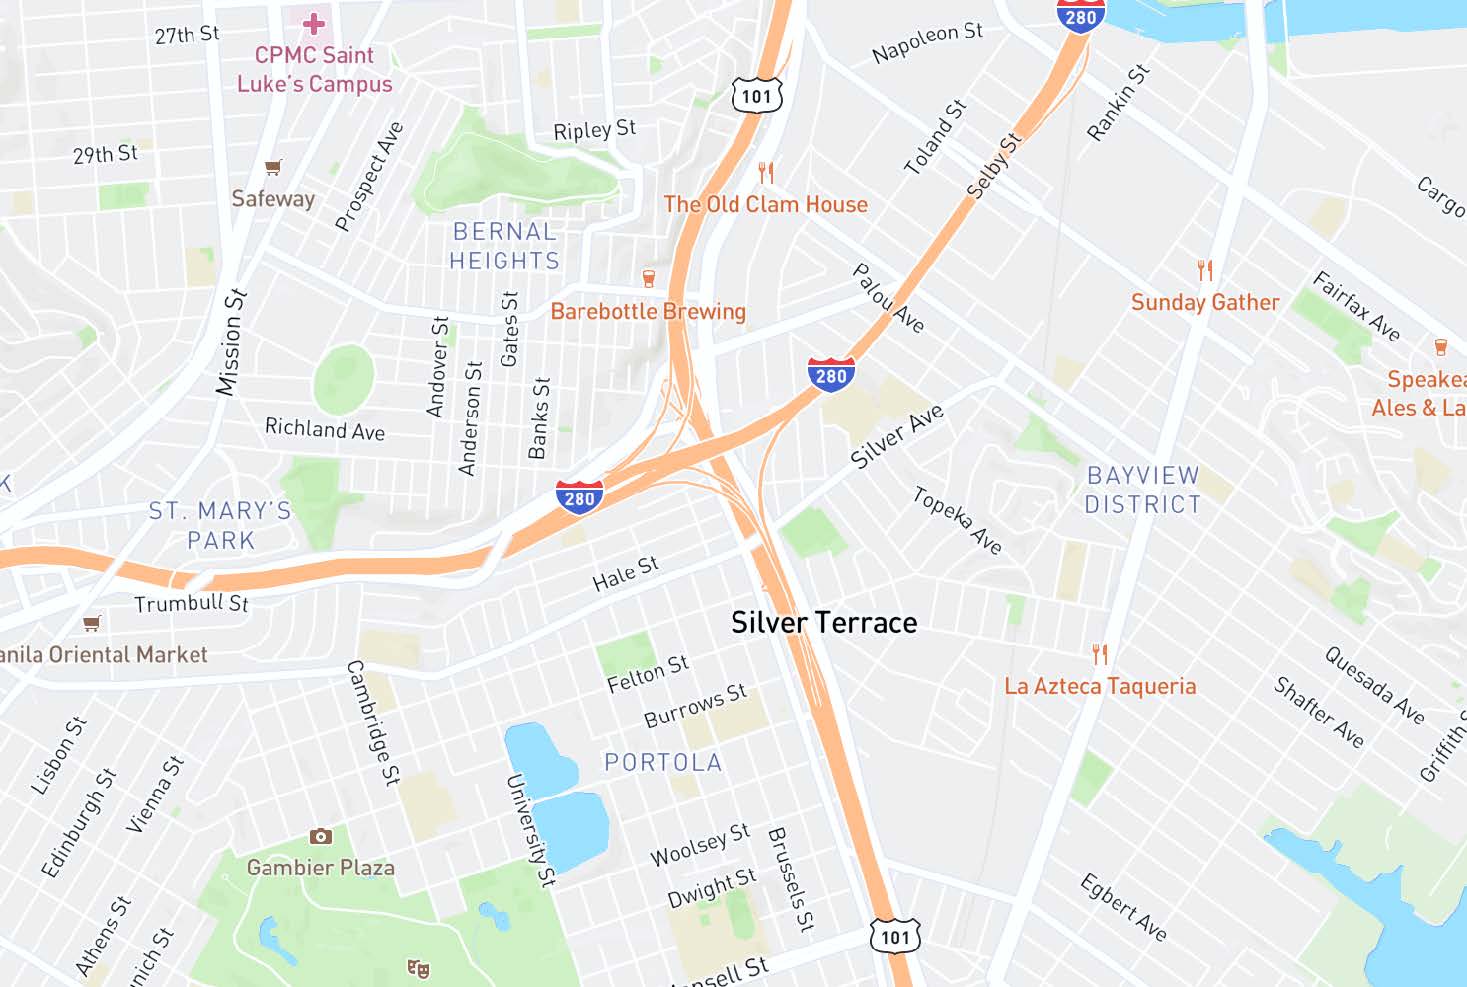 27th St
CPMC Saint
Luke's Campus
Napoleon St
280
101
Rankin St
Ripley St
29th St
Toland St
Selby St
Prospect Ave
Safeway
The Old Clam House
Cargo
BERNAL
HEIGHTS
Palou Ave
Sunday Gather
Fairfax Ave
Barebottle Brewing
Mission St
Andover St
Gates St
280
Anderson St
Banks St
Richland Ave
Silver Ave
Ales & La
BAYVIEW
DISTRICT
280
ST. MARY'S
PARK
K
Topeka Ave
Hale St
Trumbull St
Silver Terrace
anila Oriental Market
Felton St
La Azteca Taqueria
Quesada Ave
Shafter Ave
Griffith
Burrows St
Cambridge St
Lisbon St
PORTOLA
Edinburgh St
Vienna St
University St
Woolsey St
Brussels St
Gambier Plaza
Dwight St
Egbert Ave
Athens St
101
unich St
ansell St